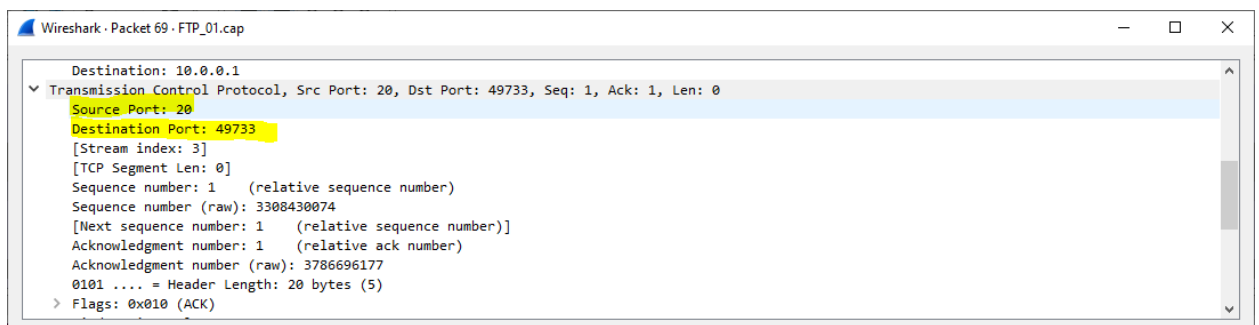 Wireshark · Packet 69 · FTP_01.cap
Destination: 10.0.0.1
Transmission Control Protocol, Src Port: 20, Dst Port: 49733, Seq: 1, Ack: 1, Len: 0
Source Port: 20
Destination Port: 49733
[Stream index: 3]
[TCP Segment Len: 0]
Sequence number: 1    (relative sequence number)
Sequence number (raw): 3308430074
[Next sequence number: 1    (relative sequence number)]
Acknowledgment number: 1    (relative ack number)
Acknowledgment number (raw): 3786696177
0101 .... = Header Length: 20 bytes (5)
Flags: 0x010 (ACK)